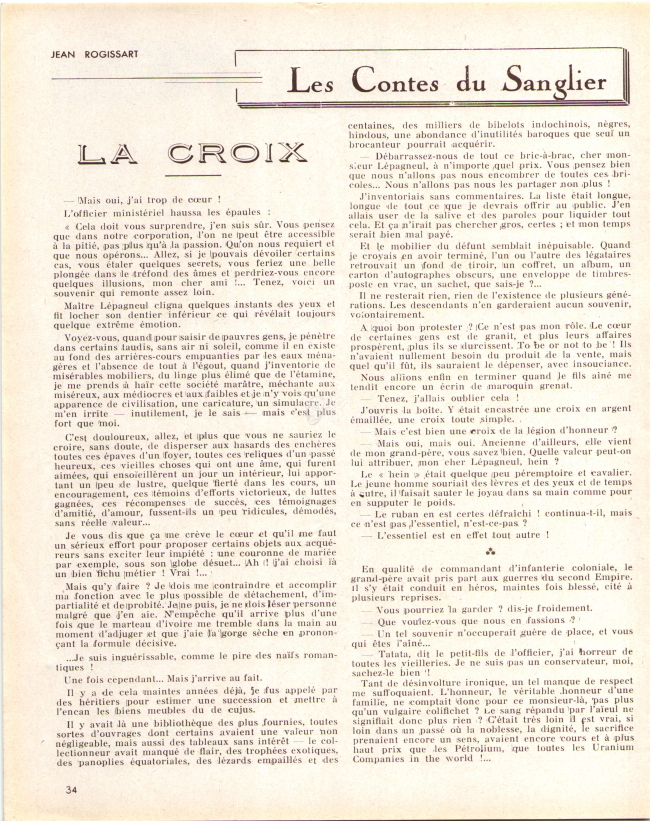 JEAN ROGISSART
Les Contes du Sanglier
LA CROIX
— Mais oui, j'ai trop de cœur !
L'officier ministériel haussa les épaules :
« Cela doit vous surprendre, j'en suis sûr. Vous pensez
que dans notre corporation, l'on ne peut être accessible
à la pitié, pas plus qu'à la passion. Qu'on nous requiert et
que nous opérons... Allez, si je pouvais dévoiler certains
cas, vous étaler quelques secrets, vous feriez une belle
plongée dans le tréfond des âmes et perdriez-vous encore
quelques illusions, mon cher ami !... Tenez, voici un
souvenir qui remonte assez loin.
Maître Lépagneul cligna quelques instants des yeux et
fit locher son dentier inférieur ce qui révélait toujours
quelque extrême émotion.
Voyez-vous, quand pour saisir de pauvres gens, je pénètre
dans certains taudis, sans air ni soleil, comme il en existe
au fond des arrières-cours empuanties par les eaux ména-
gères et l'absence de tout à l'égout, quand j'inventorie de
misérables mobiliers, du linge plus élimé que de l'étamine,
je me prends à haïr cette société marâtre, méchante aux
miséreux, aux médiocres et aux faibles et je n'y vois qu'une
apparence de civilisation, une caricature, un simulacre. Je
m'en irrite — inutilement, je le sais — mais c'est plus
fort que moi.
C'est douloureux, allez, et plus que vous ne sauriez le
croire, sans doute, de disperser aux hasards des enchères
toutes ces épaves d'un foyer, toutes ces reliques d'un passé
heureux, ces vieilles choses qui ont une âme, qui furent
aimées, qui ensoleillèrent un jour un intérieur, lui appor-
tant un peu de lustre, quelque fierté dans les cours, un
encouragement, ces témoins d'efforts victorieux, de luttes
gagnées, ces récompenses de succès, ces témoignages
d'amitié, d'amour, fussent-ils un peu ridicules, démodés,
sans réelle valeur...
Je vous dis que ça me crève le cœur et qu'il me faut
un sérieux effort pour proposer certains objets aux acqué-
reurs sans exciter leur impiété : une couronne de mariée
par exemple, sous son globe désuet... Ah ! j'ai choisi là
un bien fichu métier ! Vrai !...
Mais qu'y faire ? Je dois me contraindre et accomplir
ma fonction avec le plus possible de détachement, d'im-
partialité et de probité. Je ne puis, je ne dois léser personne
malgré que j'en aie. N'empêche qu'il arrive plus d'une
fois que le marteau d'ivoire me tremble dans la main au
moment d'adjuger et que j'aie la gorge sèche en pronon-
çant la formule décisive.
...Je suis inguérissable, comme le pire des naïfs roman-
tiques !
Une fois cependant... Mais j'arrive au fait.
Il y a de cela maintes années déjà, je fus appelé par
des héritiers pour estimer une succession et mettre à
l'encan les biens meubles du de cujus.
Il y avait là une bibliothèque des plus fournies, toutes
sortes d'ouvrages dont certains avaient une valeur non
négligeable, mais aussi des tableaux sans intérêt — le col-
lectionneur avait manqué de flair, des trophées exotiques,
des panoplies équatoriales, des lézards empaillés et des
centaines, des milliers de bibelots indochinois, nègres,
hindous, une abondance d'inutilités baroques que seul un
brocanteur pourrait acquérir.
— Débarrassez-nous de tout ce bric-à-brac, cher mon-
sieur Lépagneul, à n'importe quel prix. Vous pensez bien
que nous n'allons pas nous encombrer de toutes ces bri-
coles... Nous n'allons pas nous les partager non plus !
J'inventoriais sans commentaires. La liste était longue,
longue de tout ce que je devrais offrir au public. J'en
allais user de la salive et des paroles pour liquider tout
cela. Et ça n'irait pas chercher gros, certes ; et mon temps
serait bien mal payé.
Et le mobilier du défunt semblait inépuisable. Quand
je croyais en avoir terminé, l'un ou l'autre des légataires
retrouvait un fond de tiroir, un coffret, un album, un
carton d'autographes obscurs, une enveloppe de timbres-
poste en vrac, un sachet, que sais-je ?...
Il ne resterait rien, rien de l'existence de plusieurs géné-
rations. Les descendants n'en garderaient aucun souvenir,
volontairement.
A quoi bon protester ? Ce n'est pas mon rôle. Le cœur
de certaines gens est de granit, et plus leurs affaires
prospèrent, plus ils se durcissent. To be or not to be ! Ils
n'avaient nullement besoin du produit de la vente, mais
quel qu'il fût, ils sauraient le dépenser, avec insouciance.
Nous allions enfin en terminer quand le fils aîné me
tendit encore un écrin de maroquin grenat.
— Tenez, j'allais oublier cela !
J'ouvris la boîte. Y était encastrée une croix en argent
émaillée, une croix toute simple.
— Mais c'est bien une croix de la légion d'honneur ?
— Mais oui, mais oui. Ancienne d'ailleurs, elle vient
de mon grand-père, vous savez bien. Quelle valeur peut-on
lui attribuer, mon cher Lépagneul, hein ?
Le « hein » était quelque peu péremptoire et cavalier.
Le jeune homme souriait des lèvres et des yeux et de temps
à autre, il faisait sauter le joyau dans sa main comme pour
en supputer le poids.
— Le ruban en est certes défraîchi ! continua-t-il, mais
ce n'est pas l'essentiel, n'est-ce-pas ?
— L'essentiel est en effet tout autre !
En qualité de commandant d'infanterie coloniale, le
grand-père avait pris part aux guerres du second Empire.
Il s'y était conduit en héros, maintes fois blessé, cité à
plusieurs reprises.
— Vous pourriez la garder ? dis-je froidement.
— Que voulez-vous que nous en fassions ?
— Un tel souvenir n'occuperait guère de place, et vous
qui êtes l'aîné...
— Tatata, dit le petit-fils de l'officier, j'ai horreur de
toutes les vieilleries. Je ne suis pas un conservateur, moi,
sachez-le bien !
Tant de désinvolture ironique, un tel manque de respect
me suffoquaient. L'honneur, le véritable honneur d'une
famille, ne comptait donc pour ce monsieur-là, pas plus
qu'un vulgaire colifichet ? Le sang répandu par l'aïeul ne
signifiait donc plus rien ? C'était très loin il est vrai, si
loin dans un passé où la noblesse, la dignité, le sacrifice
prenaient encore un sens, avaient encore cours et à plus
haut prix que les Pétrolium, que toutes les Uranium
Companies in the world !...
34